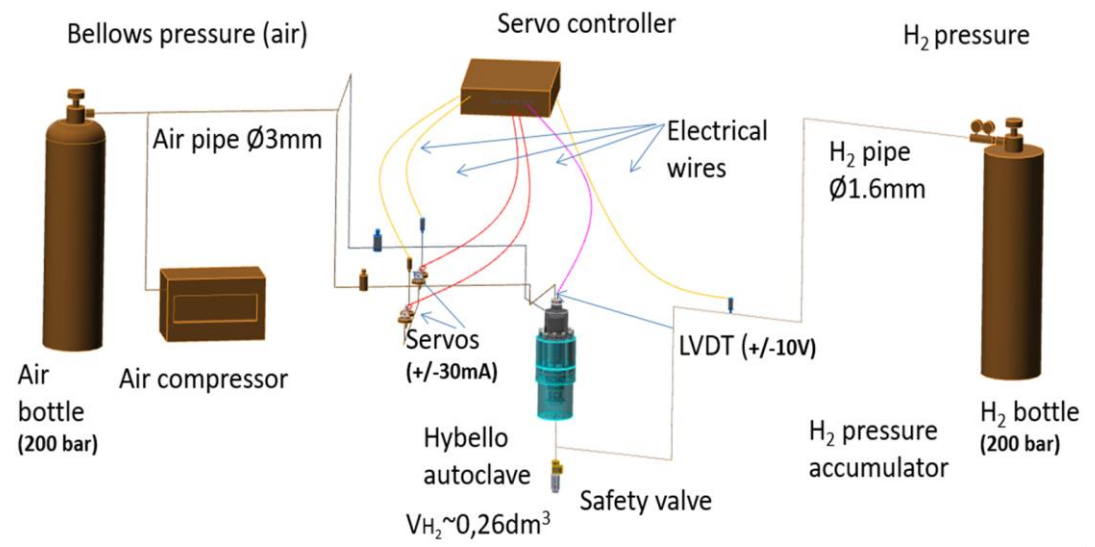 Bellows pressure (air)
Servo controller
H₂ pressure
Air pipe Ø3mm
Electrical
wires
H₂ pipe
Ø1.6mm
Servos
(+/-30mA)
LVDT (+/-10V)
Air
bottle
(200 bar)
Air compressor
Hybello
autoclave
VH₂~0,26dm³
Safety valve
H₂ pressure
accumulator
H₂ bottle
(200 bar)